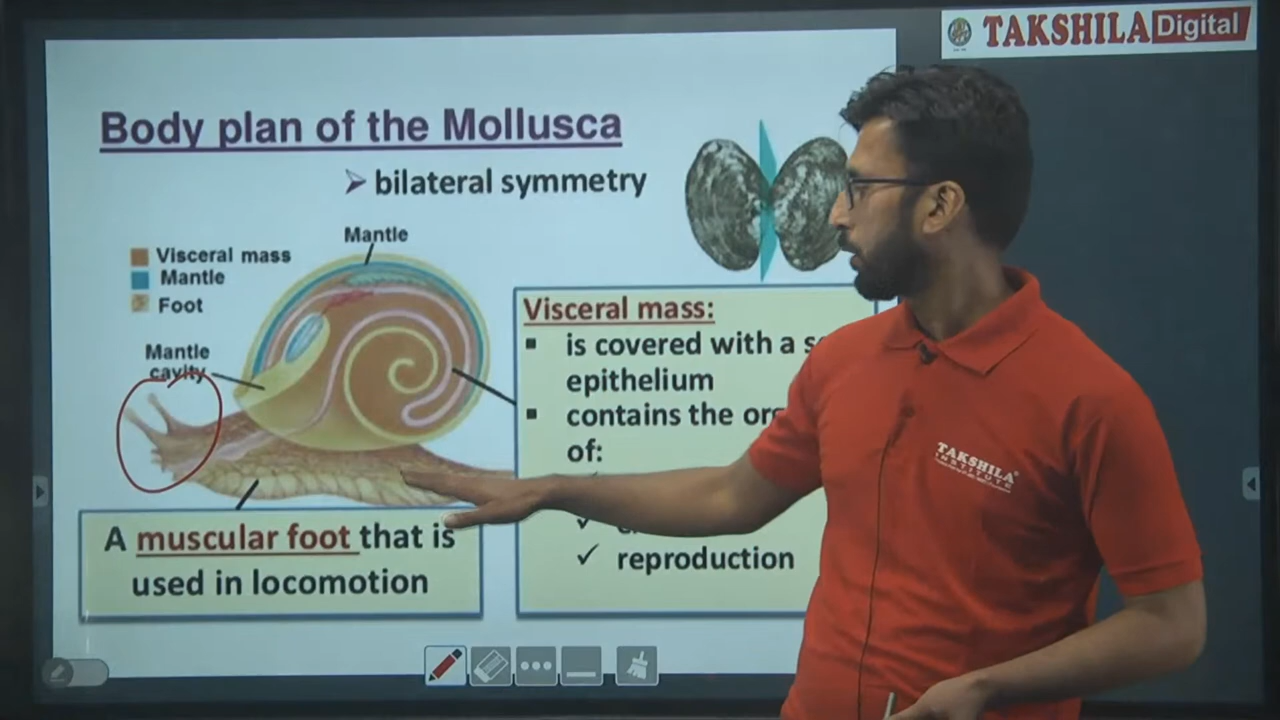 TAKSHILA Digital
Body plan of the Mollusca
➢ bilateral symmetry
Mantle
Visceral mass
Mantle
Foot
Mantle
cavity
Visceral mass:
▪ is covered with a
epithelium
▪ contains the
of:
✓
✓ reproduction
A muscular foot that is
used in locomotion
TAKSHILA
INSTITUTE